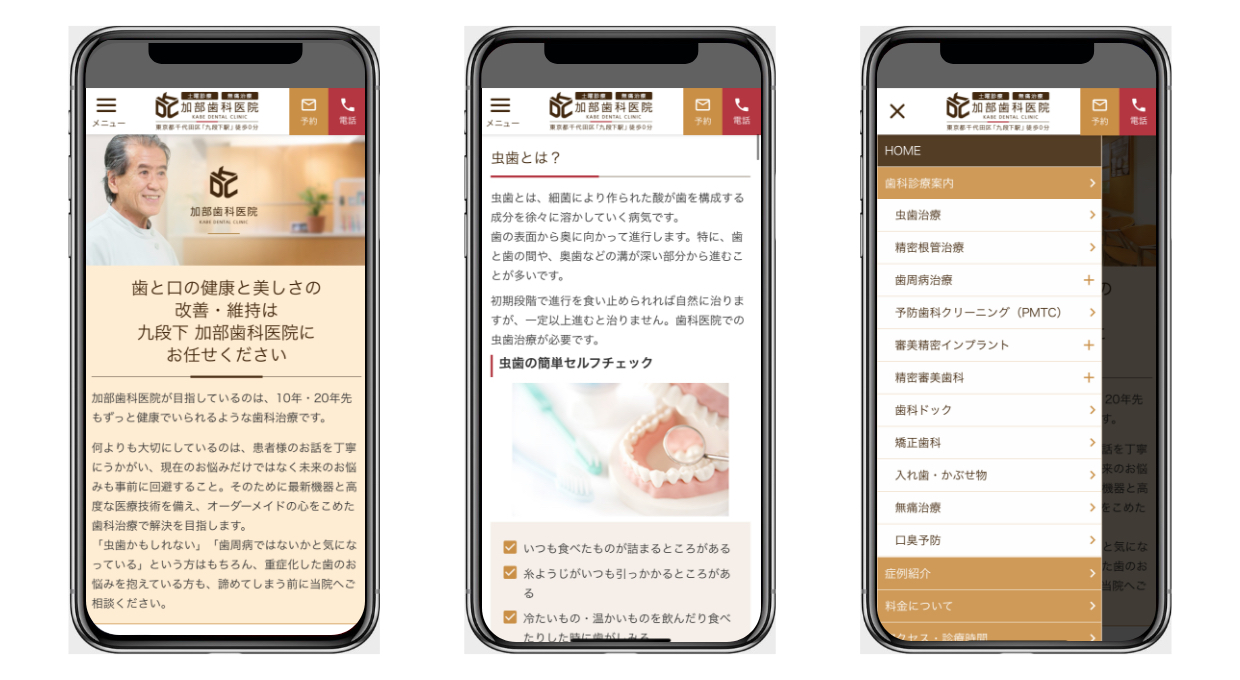 メニュー
土曜診療 無痛治療
加部歯科医院
KABE DENTAL CLINIC
東京都千代田区「九段下駅」徒歩0分
予約
電話
加部歯科医院
KABE DENTAL CLINIC
歯と口の健康と美しさの
改善・維持は
九段下 加部歯科医院に
お任せください
加部歯科医院が目指しているのは、10年・20年先
もずっと健康でいられるような歯科治療です。
何よりも大切にしているのは、患者様のお話を丁寧
にうかがい、現在のお悩みだけではなく未来のお悩
みも事前に回避すること。そのために最新機器と高
度な医療技術を備え、オーダーメイドの心をこめた
歯科治療で解決を目指します。
「虫歯かもしれない」「歯周病ではないかと気にな
っている」という方はもちろん、重症化した歯のお
悩みを抱えている方も、諦めてしまう前に当院へご
相談ください。
メニュー
土曜診療 無痛治療
加部歯科医院
KABE DENTAL CLINIC
東京都千代田区「九段下駅」徒歩0分
予約
電話
虫歯とは？
虫歯とは、細菌により作られた酸が歯を構成する
成分を徐々に溶かしていく病気です。
歯の表面から奥に向かって進行します。特に、歯
と歯の間や、奥歯などの溝が深い部分から進むこ
とが多いです。
初期段階で進行を食い止められれば自然に治りま
すが、一定以上進むと治りません。歯科医院での
虫歯治療が必要です。
虫歯の簡単セルフチェック
いつも食べたものが詰まるところがある
糸ようじがいつも引っかかるところがあ
る
冷たいもの・温かいものを飲んだり食べ
たりした時に歯がしみる
土曜診療 無痛治療
加部歯科医院
KABE DENTAL CLINIC
東京都千代田区「九段下駅」徒歩0分
予約
電話
HOME
歯科診療案内
虫歯治療
精密根管治療
歯周病治療
予防歯科クリーニング（PMTC）
審美精密インプラント
精密審美歯科
歯科ドック
矯正歯科
入れ歯・かぶせ物
無痛治療
口臭予防
症例紹介
料金について
アクセス・診療時間
の
20年先
す。
話を丁寧
来のお悩
機器と高
をこめた
と気にな
た歯のお
当院へご